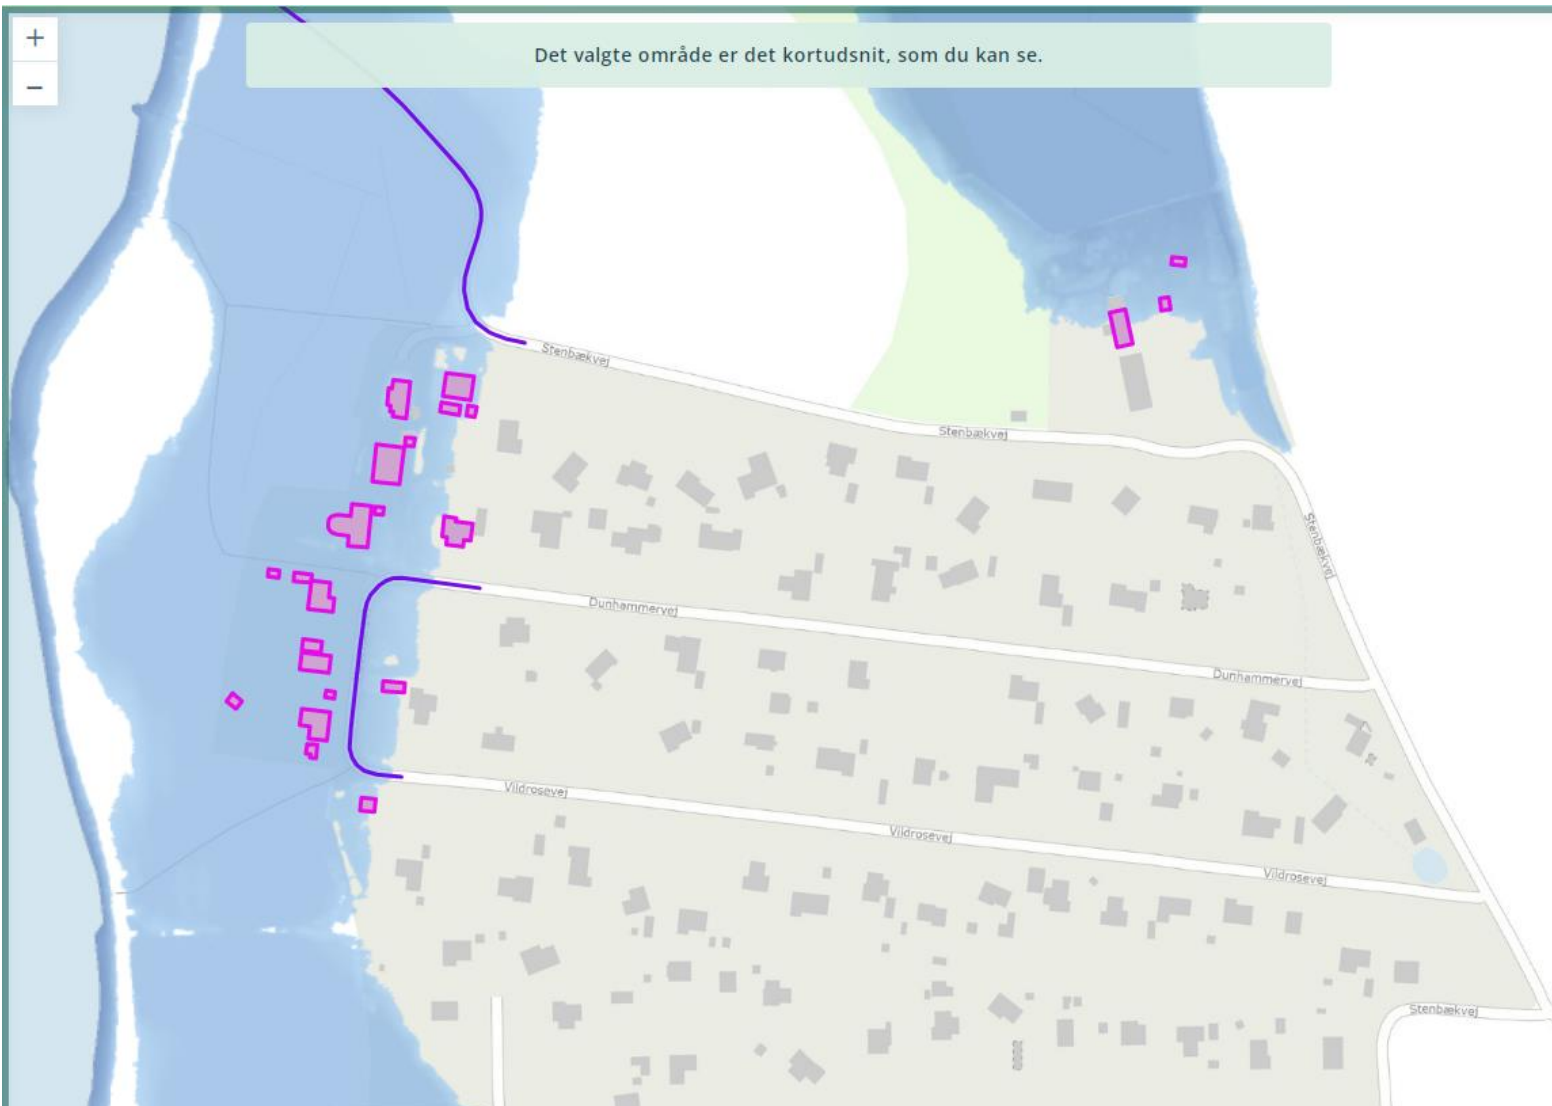 +
Det valgte område er det kortudsnit, som du kan se.
−
Stenbækvej
Stenbækvej
Stenbækvej
Dunhammervej
Dunhammervej
Vildrosevej
Vildrosevej
Vildrosevej
Stenbækvej